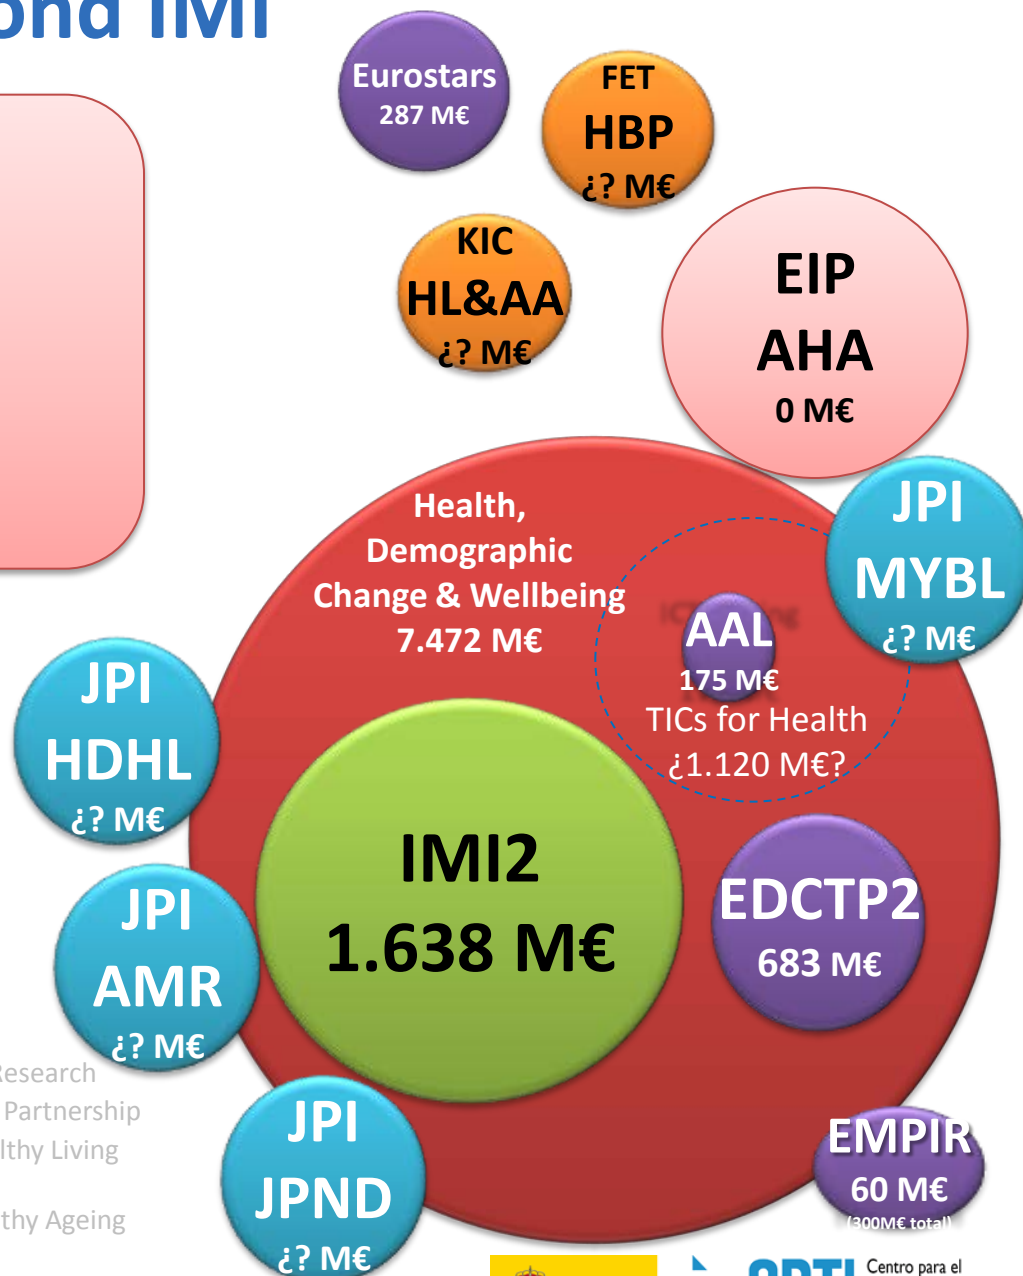 ond IMI
Eurostars
287 M€
FET
HBP
¿? M€
KIC
HL&AA
¿? M€
EIP
AHA
0 M€
Health,
Demographic
Change & Wellbeing
7.472 M€
JPI
MYBL
¿? M€
AAL
175 M€
TICs for Health
¿1.120 M€?
JPI
HDHL
¿? M€
IMI2
1.638 M€
EDCTP2
683 M€
JPI
AMR
¿? M€
Research
Partnership
lthy Living
thy Ageing
JPI
JPND
¿? M€
EMPIR
60 M€
(300M€ total)
Centro para el